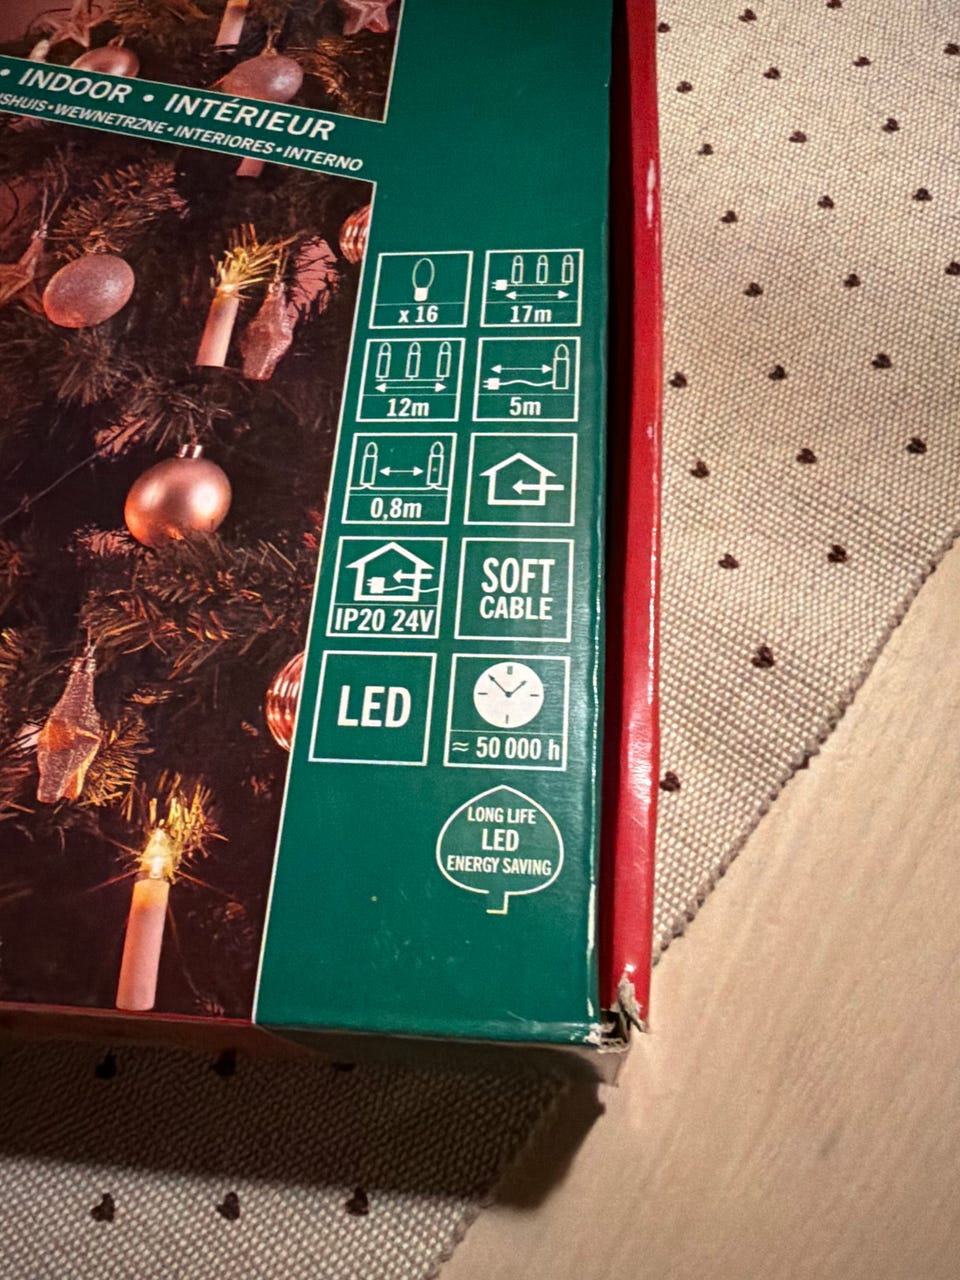 • INDOOR • INTÉRIEUR
•WEWNETRZNE•INTERIORES•INTERNO
x 16
17m
12m
5m
0,8m
IP20 24V
SOFT
CABLE
LED
≈ 50 000 h
LONG LIFE
LED
ENERGY SAVING